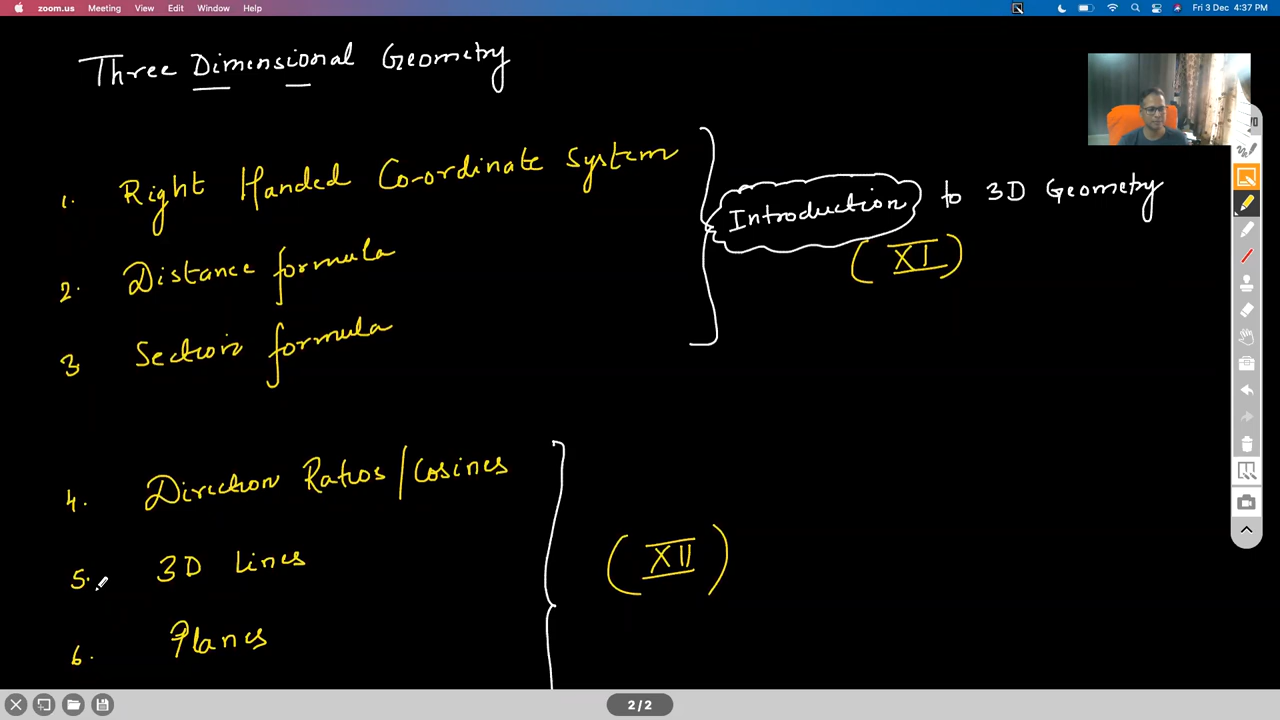 zoom.us Meeting View Edit Window Help Fri 3 Dec 4:37 PM
Three Dimensional Geometry
1. Right Handed Co-ordinate System
Introduction to 3D Geometry
(XI)
2. Distance formula
3 Section formula
4. Direction Ratios/Cosines
5. 3D Lines
(XII)
6. Planes
2/2